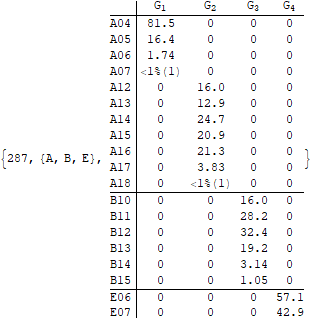 G₁ G₂ G₃ G₄
A04 81.5 0 0 0
A05 16.4 0 0 0
A06 1.74 0 0 0
A07 <1%(1) 0 0 0
A12 0 16.0 0 0
A13 0 12.9 0 0
A14 0 24.7 0 0
A15 0 20.9 0 0
{287, {A, B, E}, A16 0 21.3 0 0 }
A17 0 3.83 0 0
A18 0 <1%(1) 0 0
B10 0 0 16.0 0
B11 0 0 28.2 0
B12 0 0 32.4 0
B13 0 0 19.2 0
B14 0 0 3.14 0
B15 0 0 1.05 0
E06 0 0 0 57.1
E07 0 0 0 42.9